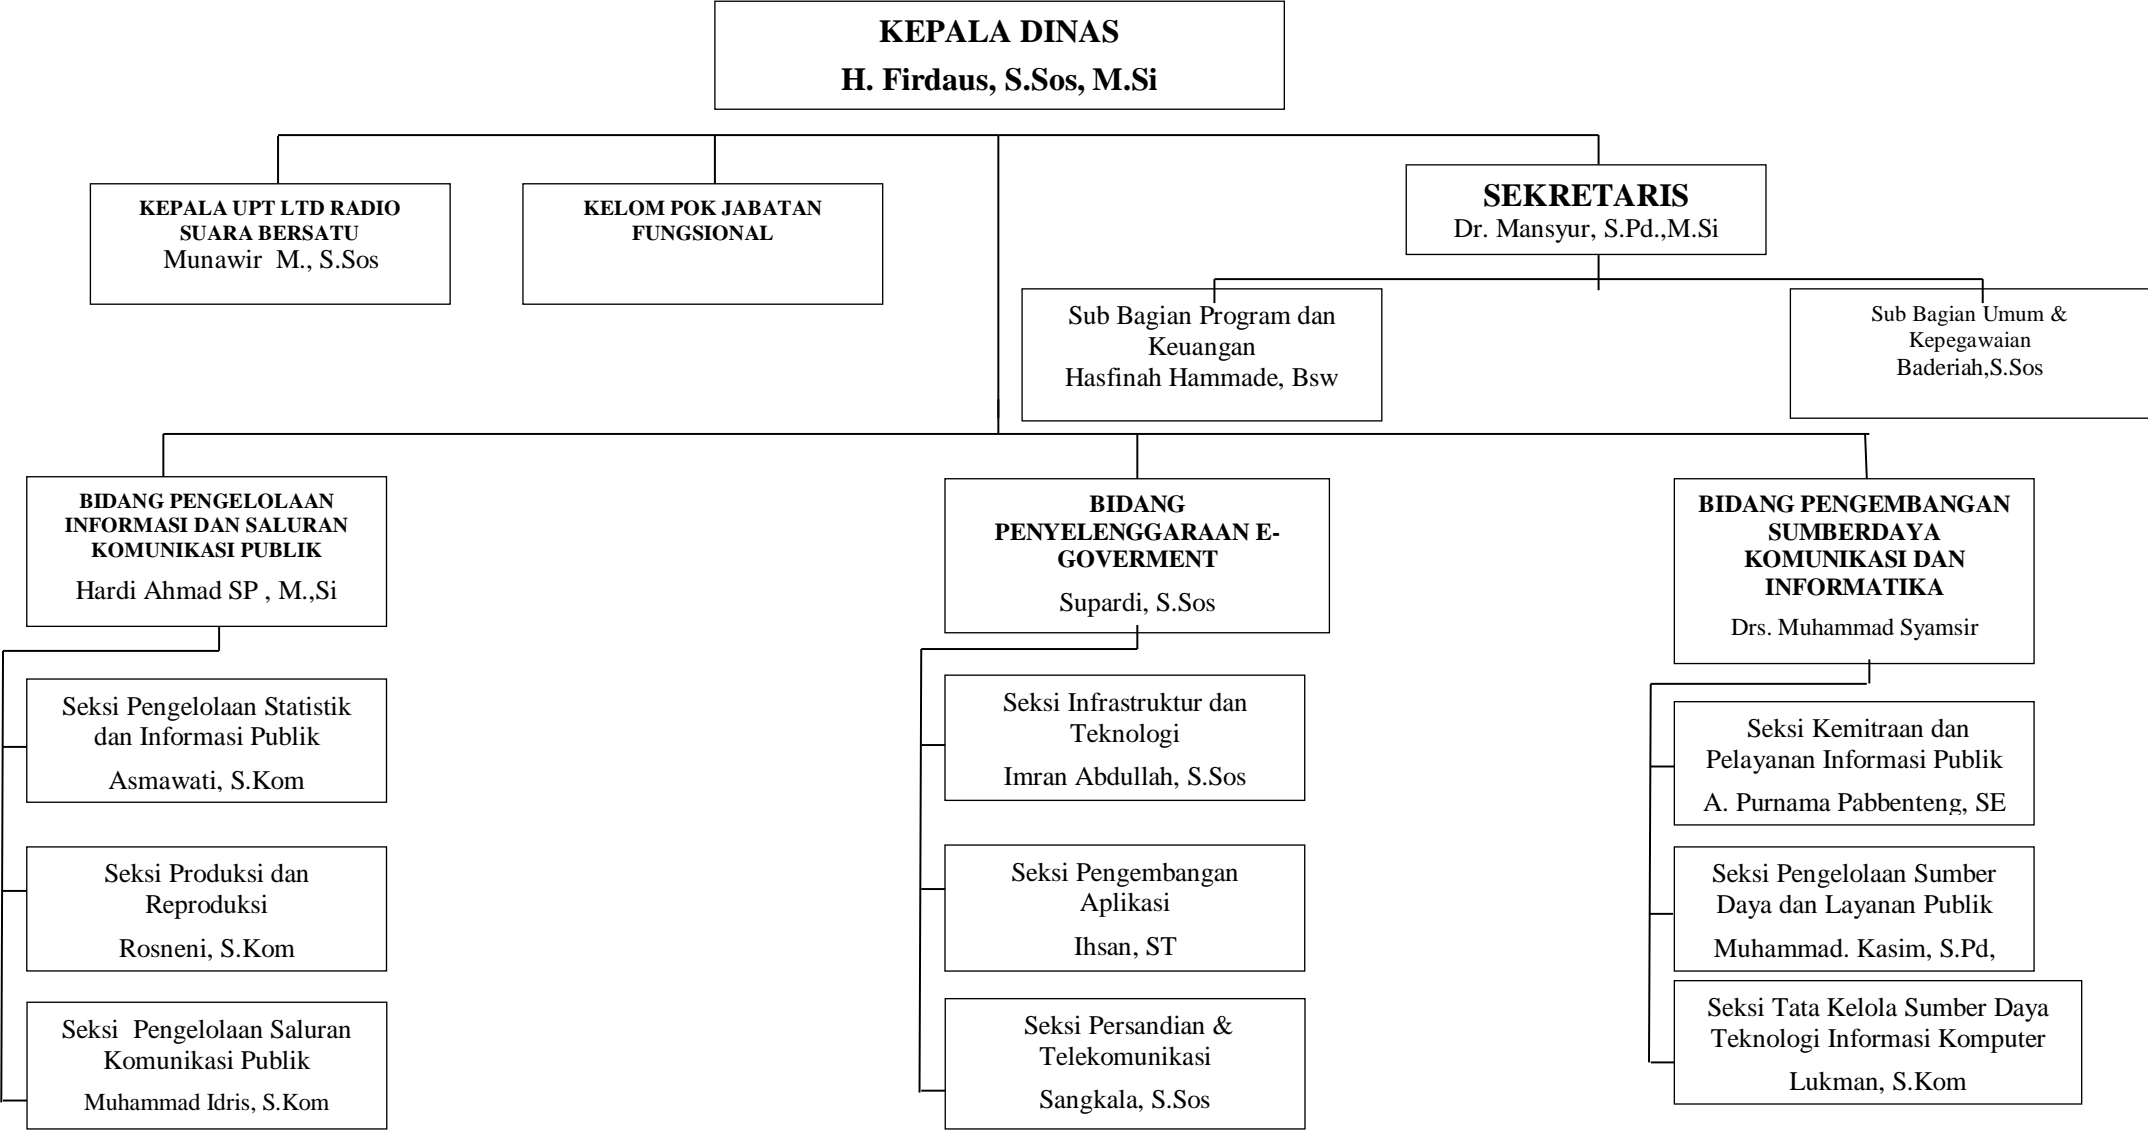 KEPALA DINAS
H. Firdaus, S.Sos, M.Si
KEPALA UPT LTD RADIO
SUARA BERSATU
Munawir  M., S.Sos
KELOM POK JABATAN
FUNGSIONAL
SEKRETARIS
Dr. Mansyur, S.Pd.,M.Si
Sub Bagian Program dan
Keuangan
Hasfinah Hammade, Bsw
Sub Bagian Umum &
Kepegawaian
Baderiah,S.Sos
BIDANG PENGELOLAAN
INFORMASI DAN SALURAN
KOMUNIKASI PUBLIK
Hardi Ahmad SP , M.,Si
Seksi Pengelolaan Statistik
dan Informasi Publik
Asmawati, S.Kom
Seksi Produksi dan
Reproduksi
Rosneni, S.Kom
Seksi  Pengelolaan Saluran
Komunikasi Publik
Muhammad Idris, S.Kom
BIDANG
PENYELENGGARAAN E-
GOVERMENT
Supardi, S.Sos
Seksi Infrastruktur dan
Teknologi
Imran Abdullah, S.Sos
Seksi Pengembangan
Aplikasi
Ihsan, ST
Seksi Persandian &
Telekomunikasi
Sangkala, S.Sos
BIDANG PENGEMBANGAN
SUMBERDAYA
KOMUNIKASI DAN
INFORMATIKA
Drs. Muhammad Syamsir
Seksi Kemitraan dan
Pelayanan Informasi Publik
A. Purnama Pabbenteng, SE
Seksi Pengelolaan Sumber
Daya dan Layanan Publik
Muhammad. Kasim, S.Pd,
Seksi Tata Kelola Sumber Daya
Teknologi Informasi Komputer
Lukman, S.Kom